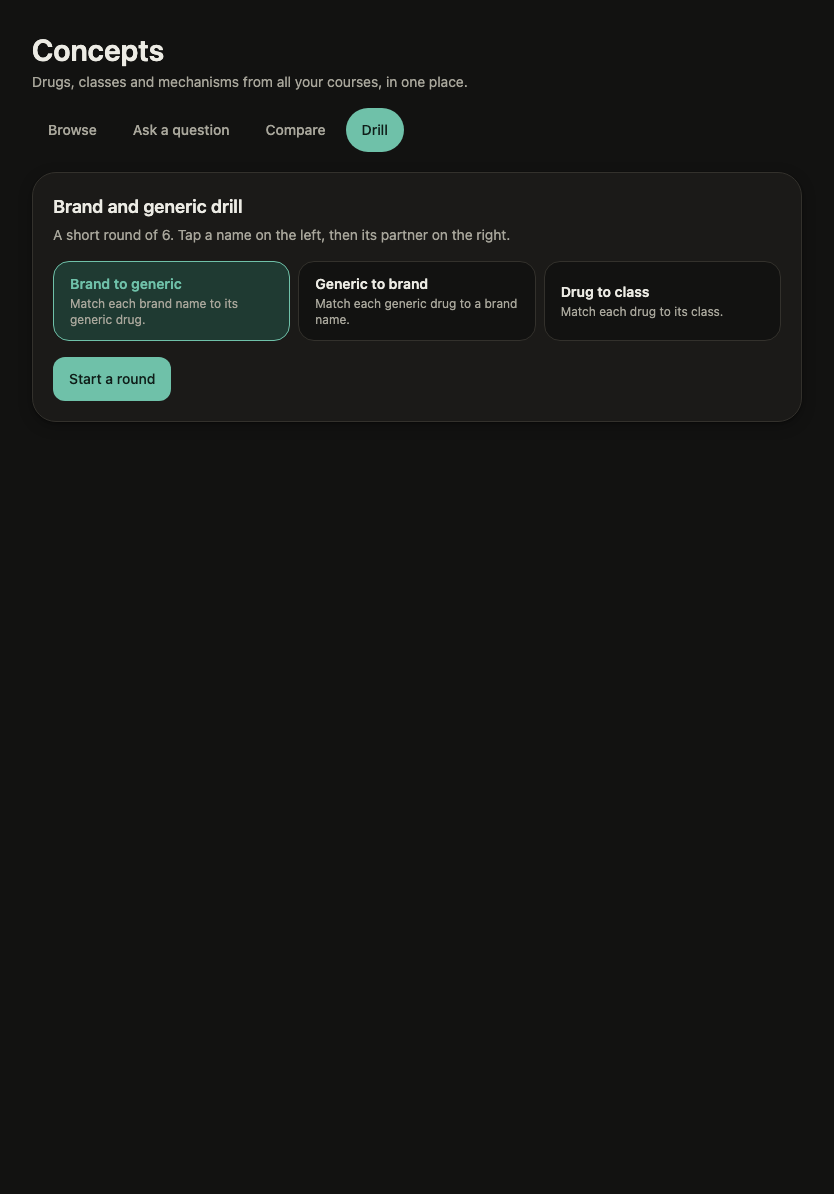 Concepts
Drugs, classes and mechanisms from all your courses, in one place.
Browse
Ask a question
Compare
Drill
Brand and generic drill
A short round of 6. Tap a name on the left, then its partner on the right.
Brand to generic
Match each brand name to its
generic drug.
Generic to brand
Match each generic drug to a brand
name.
Drug to class
Match each drug to its class.
Start a round